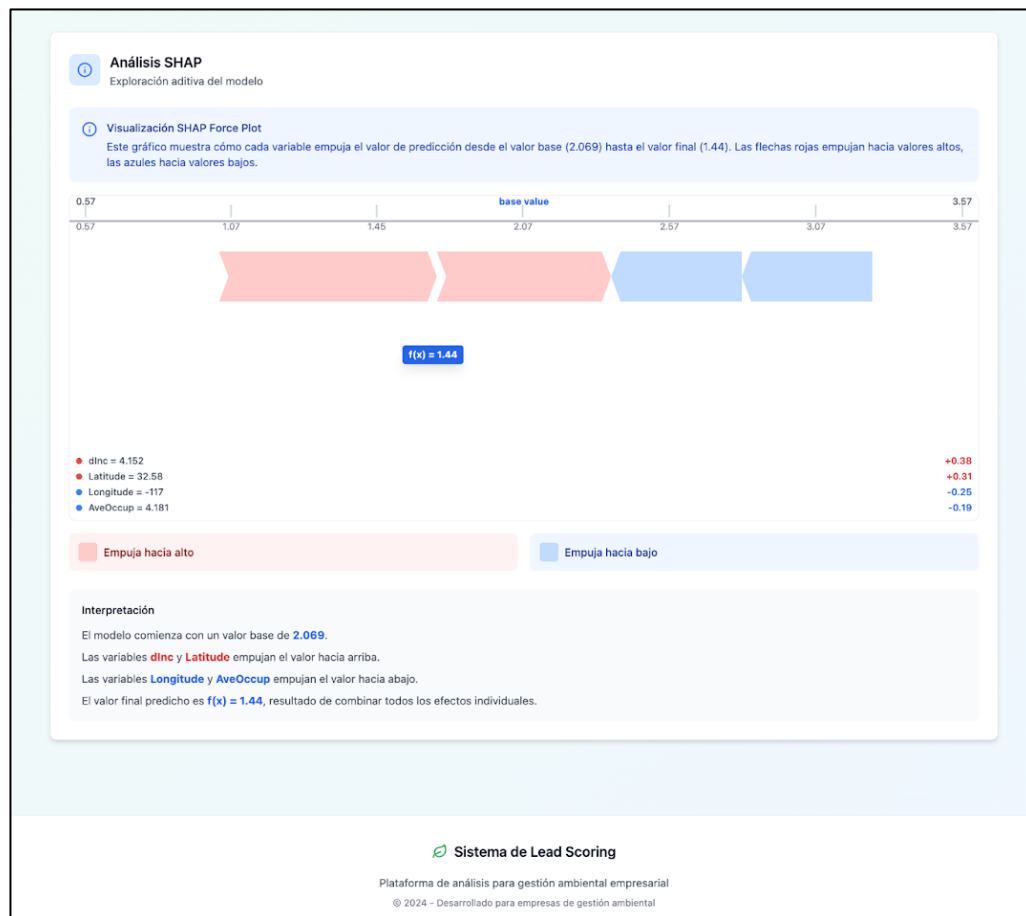 Análisis SHAP
Exploración aditiva del modelo
Visualización SHAP Force Plot
Este gráfico muestra cómo cada variable empuja el valor de predicción desde el valor base (2.069) hasta el valor final (1.44). Las flechas rojas empujan hacia valores altos,
las azules hacia valores bajos.
0.57 base value 3.57
0.57 1.07 1.45 2.07 2.57 3.07 3.57
f(x) = 1.44
dInc = 4.152 +0.38
Latitude = 32.58 +0.31
Longitude = -117 -0.25
AveOccup = 4.181 -0.19
Empuja hacia alto Empuja hacia bajo
Interpretación
El modelo comienza con un valor base de 2.069.
Las variables dInc y Latitude empujan el valor hacia arriba.
Las variables Longitude y AveOccup empujan el valor hacia abajo.
El valor final predicho es f(x) = 1.44, resultado de combinar todos los efectos individuales.
Sistema de Lead Scoring
Plataforma de análisis para gestión ambiental empresarial
© 2024 - Desarrollado para empresas de gestión ambiental